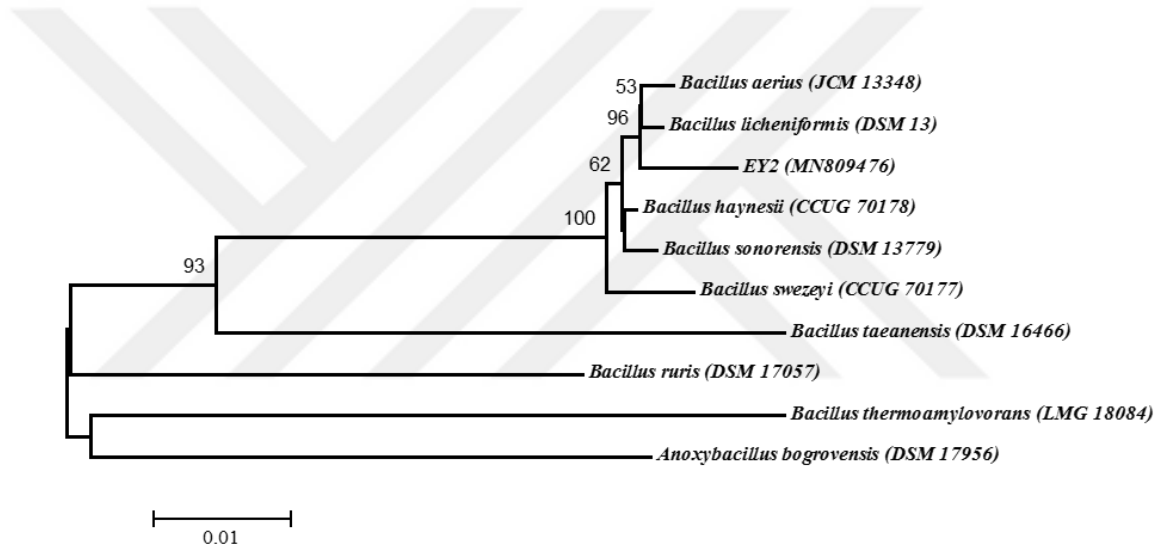 53
Bacillus aerius (JCM 13348)
96
Bacillus licheniformis (DSM 13)
62
EY2 (MN809476)
Bacillus haynesii (CCUG 70178)
100
Bacillus sonorensis (DSM 13779)
93
Bacillus swezeyi (CCUG 70177)
Bacillus taeanensis (DSM 16466)
Bacillus ruris (DSM 17057)
Bacillus thermoamylovorans (LMG 18084)
Anoxybacillus bogrovensis (DSM 17956)
0.01